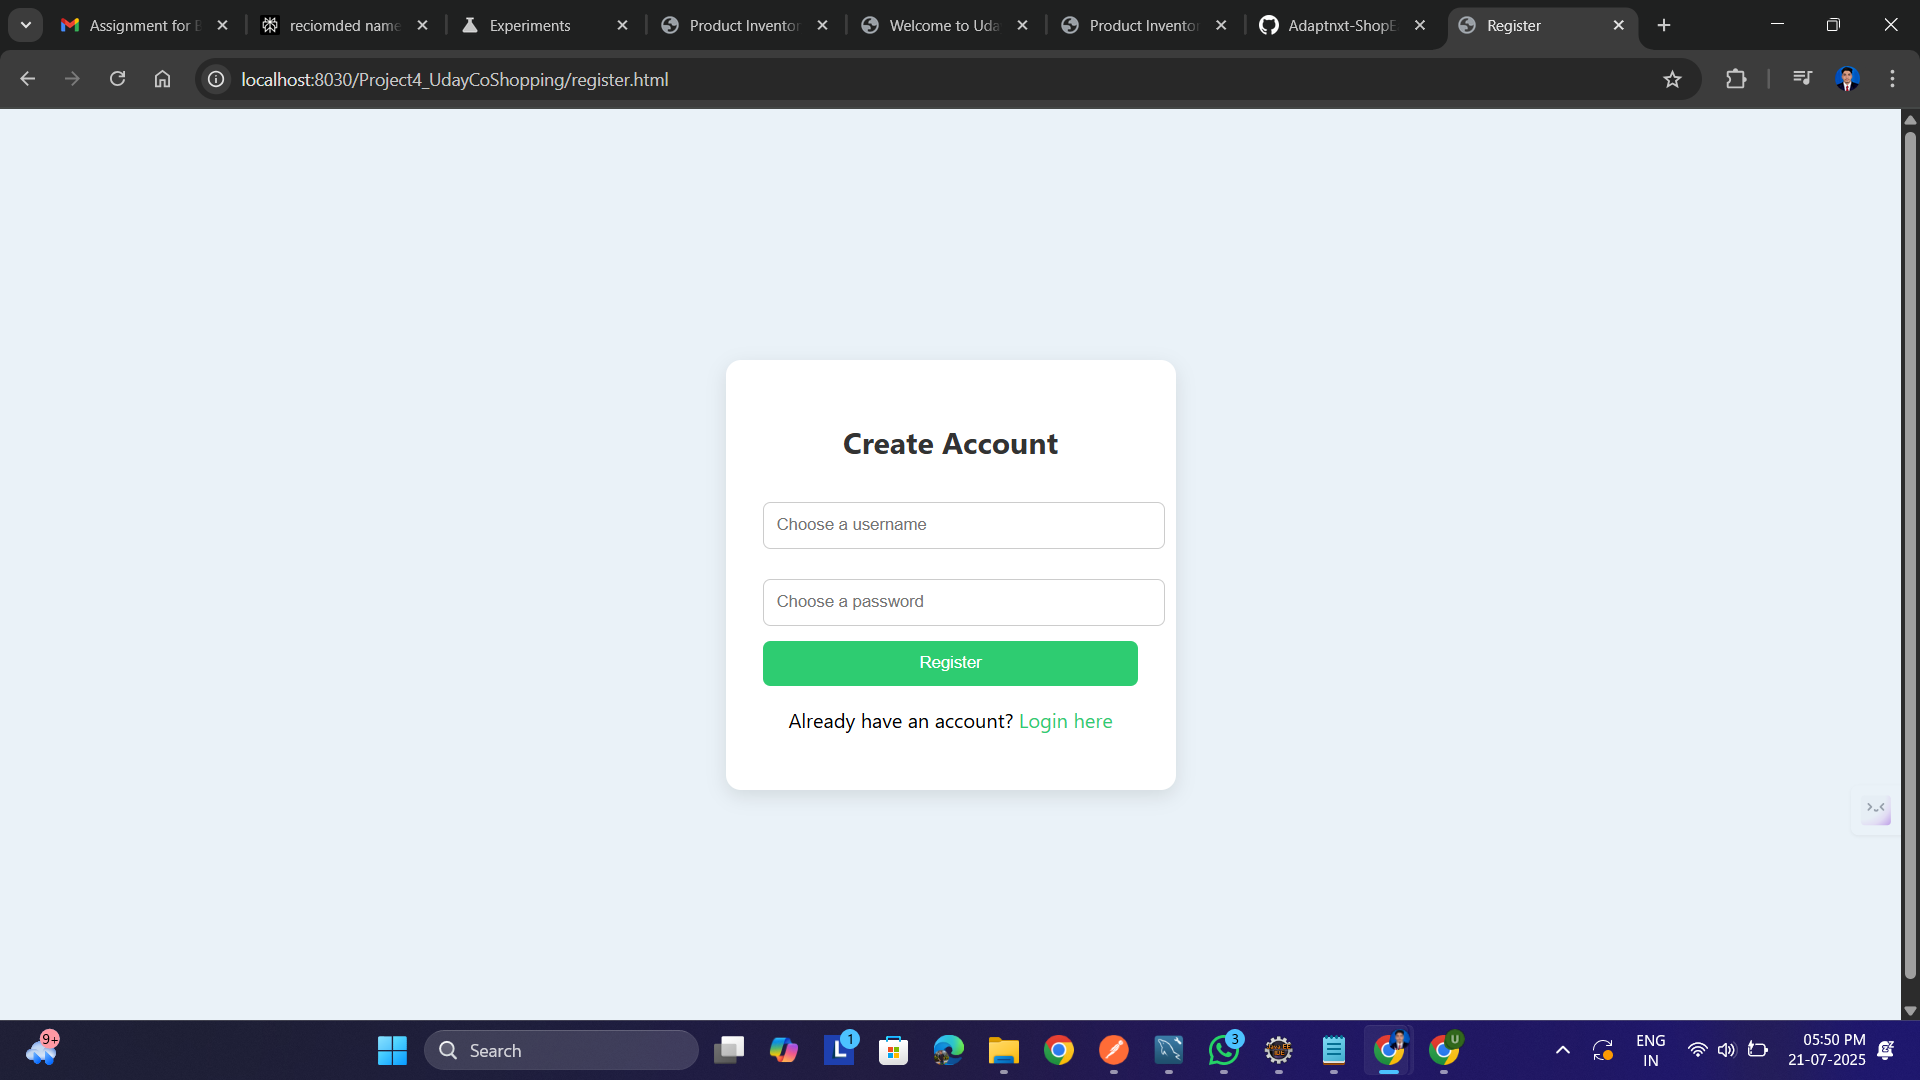 Assignment for B
reciomded name
Experiments
Product Inventor
Welcome to Uda
Product Inventor
Adaptnxt-ShopE
Register
localhost:8030/Project4_UdayCoShopping/register.html
Create Account
Choose a username
Choose a password
Register
Already have an account? Login here
9+
Search
L
1
3
U
ENG
IN
05:50 PM
21-07-2025